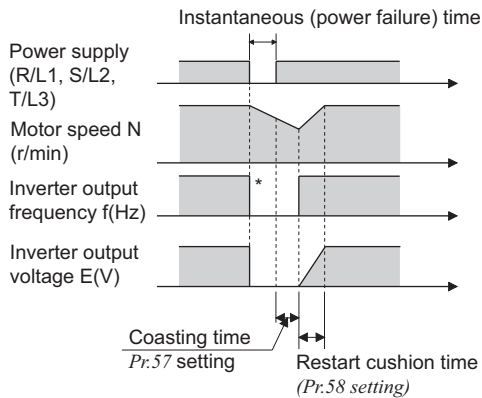 Instantaneous (power failure) time
Power supply
(R/L1, S/L2,
T/L3)
Motor speed N
(r/min)
Inverter output
frequency f(Hz)
*
Inverter output
voltage E(V)
Coasting time
Pr.57 setting
Restart cushion time
(Pr.58 setting)